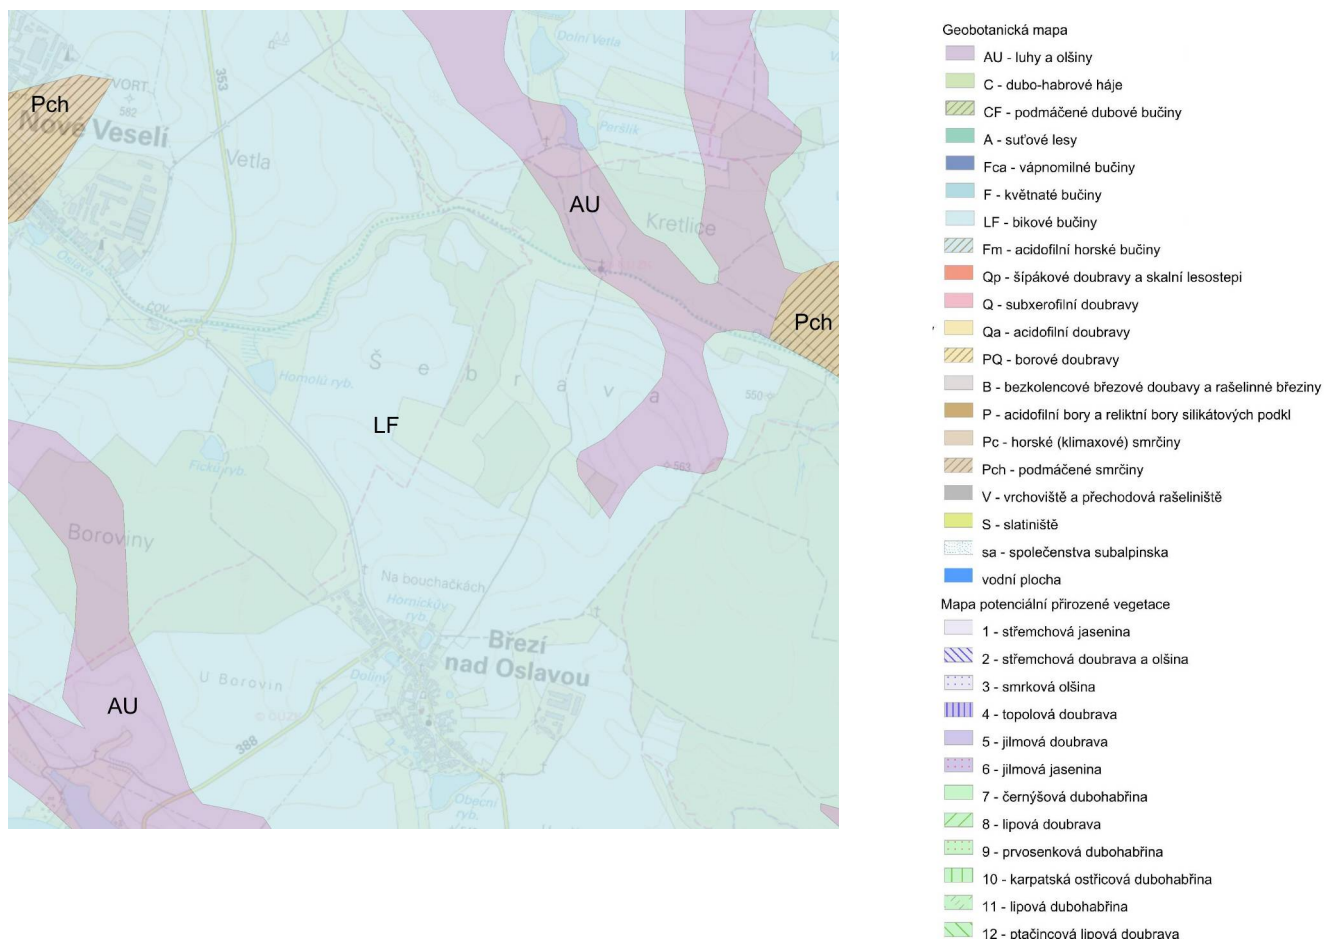 Dolní Vetla
VORT
582
353
Pch
Nové Veselí
Vetla
Peršlík
AU
Kretlice
Oslava
ČOV
Pch
Homolů ryb.
Š e b r a v a
550
LF
Ficků ryb.
563
Boroviny
Na bouchačkách
Horníckův
ryb.
Březí
nad Oslavou
Doliny
U Borovin
AU
388
Obecní
ryb.
Geobotanická mapa
AU - luhy a olšiny
C - dubo-habrové háje
CF - podmáčené dubové bučiny
A - suťové lesy
Fca - vápnomilné bučiny
F - květnaté bučiny
LF - bikové bučiny
Fm - acidofilní horské bučiny
Qp - šípákové doubravy a skalní lesostepi
Q - subxerofilní doubravy
Qa - acidofilní doubravy
PQ - borové doubravy
B - bezkolencové březové doubavy a rašelinné březiny
P - acidofilní bory a reliktní bory silikátových podkl
Pc - horské (klimaxové) smrčiny
Pch - podmáčené smrčiny
V - vrchoviště a přechodová rašeliniště
S - slatiniště
sa - společenstva subalpinska
vodní plocha
Mapa potenciální přirozené vegetace
1 - střemchová jasenina
2 - střemchová doubrava a olšina
3 - smrková olšina
4 - topolová doubrava
5 - jilmová doubrava
6 - jilmová jasenina
7 - černýšová dubohabřina
8 - lipová doubrava
9 - prvosenková dubohabřina
10 - karpatská ostřicová dubohabřina
11 - lipová dubohabřina
12 - ptačincová lipová doubrava